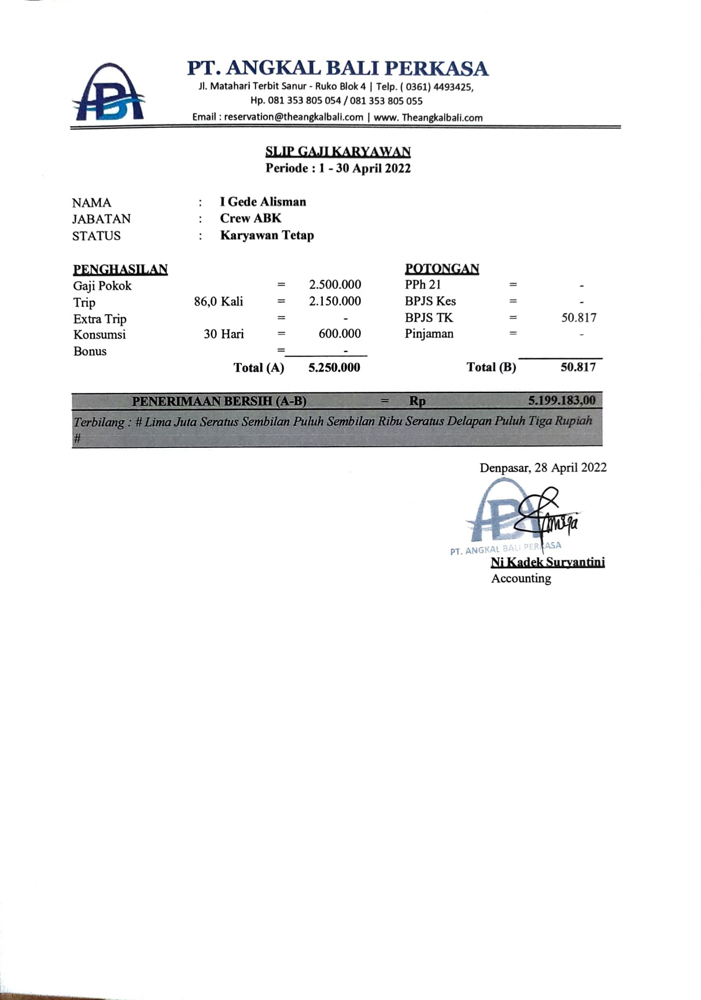 PT. ANGKAL BALI PERKASA
Jl. Matahari Terbit Sanur - Ruko Blok 4 | Telp. ( 0361) 4493425,
Hp. 081 353 805 054 / 081 353 805 055
Email : reservation@theangkalbali.com | www. Theangkalbali.com
SLIP GAJI KARYAWAN
Periode : 1 - 30 April 2022
NAMA : I Gede Alisman
JABATAN : Crew ABK
STATUS : Karyawan Tetap
PENGHASILAN POTONGAN
Gaji Pokok = 2.500.000 PPh 21 = -
Trip 86,0 Kali = 2.150.000 BPJS Kes = -
Extra Trip = - BPJS TK = 50.817
Konsumsi 30 Hari = 600.000 Pinjaman = -
Bonus = -
Total (A) 5.250.000 Total (B) 50.817
PENERIMAAN BERSIH (A-B) = Rp 5.199.183,00
Terbilang : # Lima Juta Seratus Sembilan Puluh Sembilan Ribu Seratus Delapan Puluh Tiga Rupiah
#
Denpasar, 28 April 2022
PT. ANGKAL BALI PERKASA
Ni Kadek Suryantini
Accounting